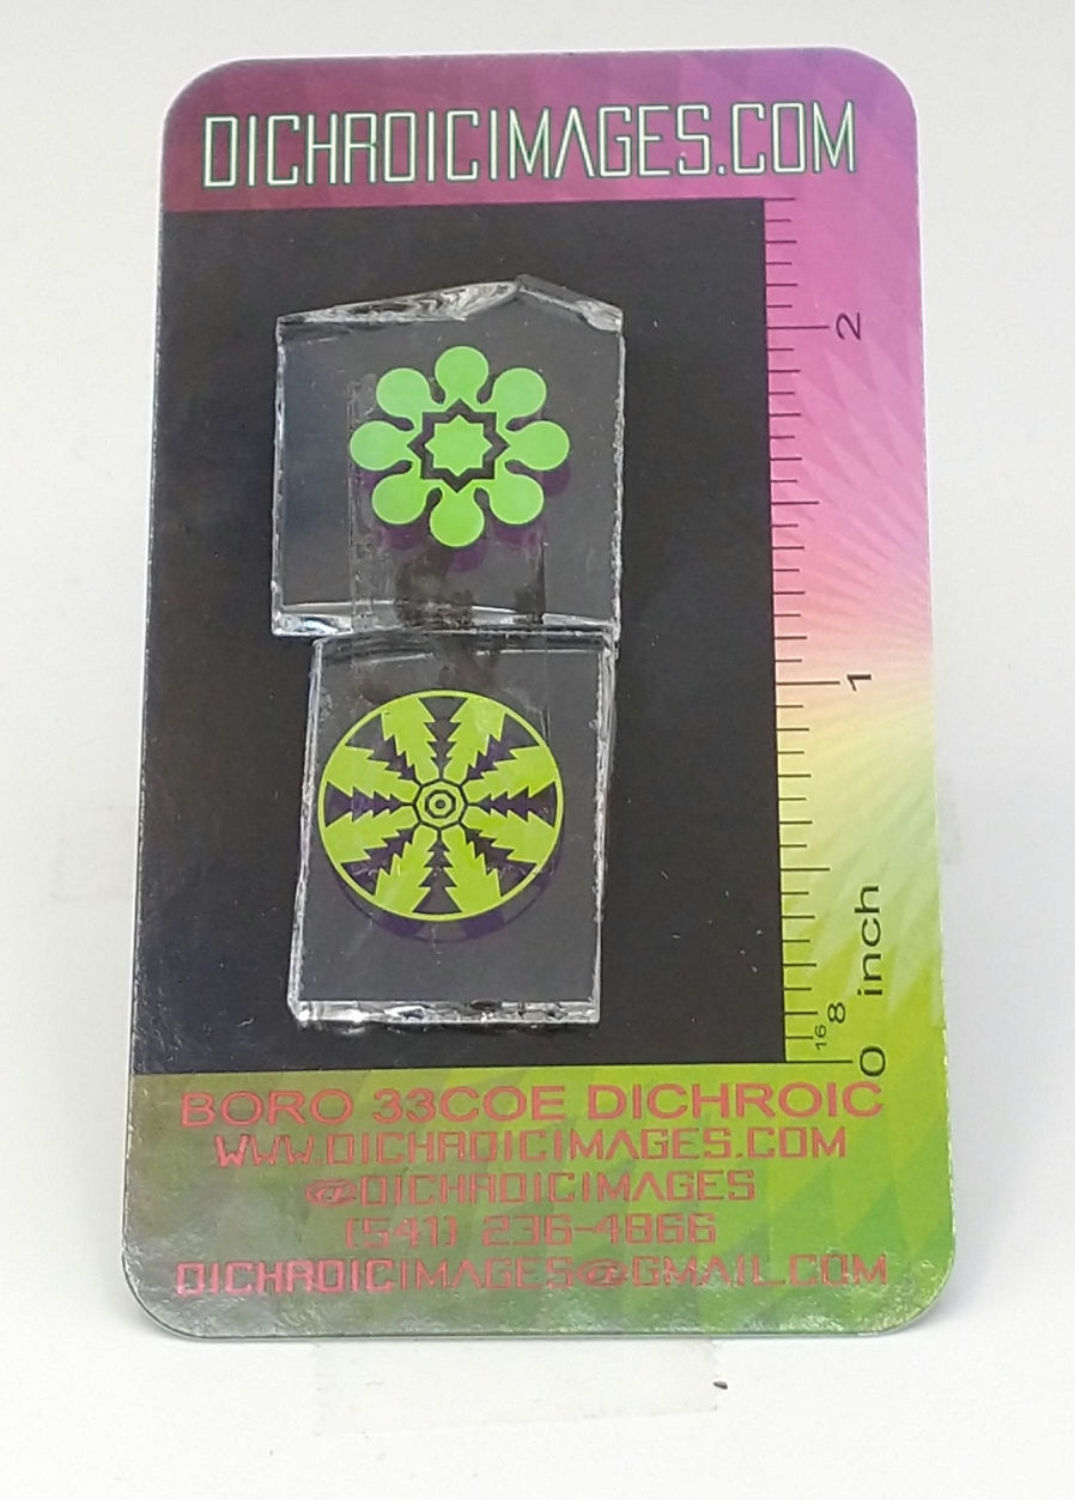 DICHROICIMAGES.COM
2
1
0 inch
8
16
BORO 33COE DICHROIC
WWW.DICHROICIMAGES.COM
@DICHROICIMAGES
(541) 236-4866
DICHROICIMAGES@GMAIL.COM